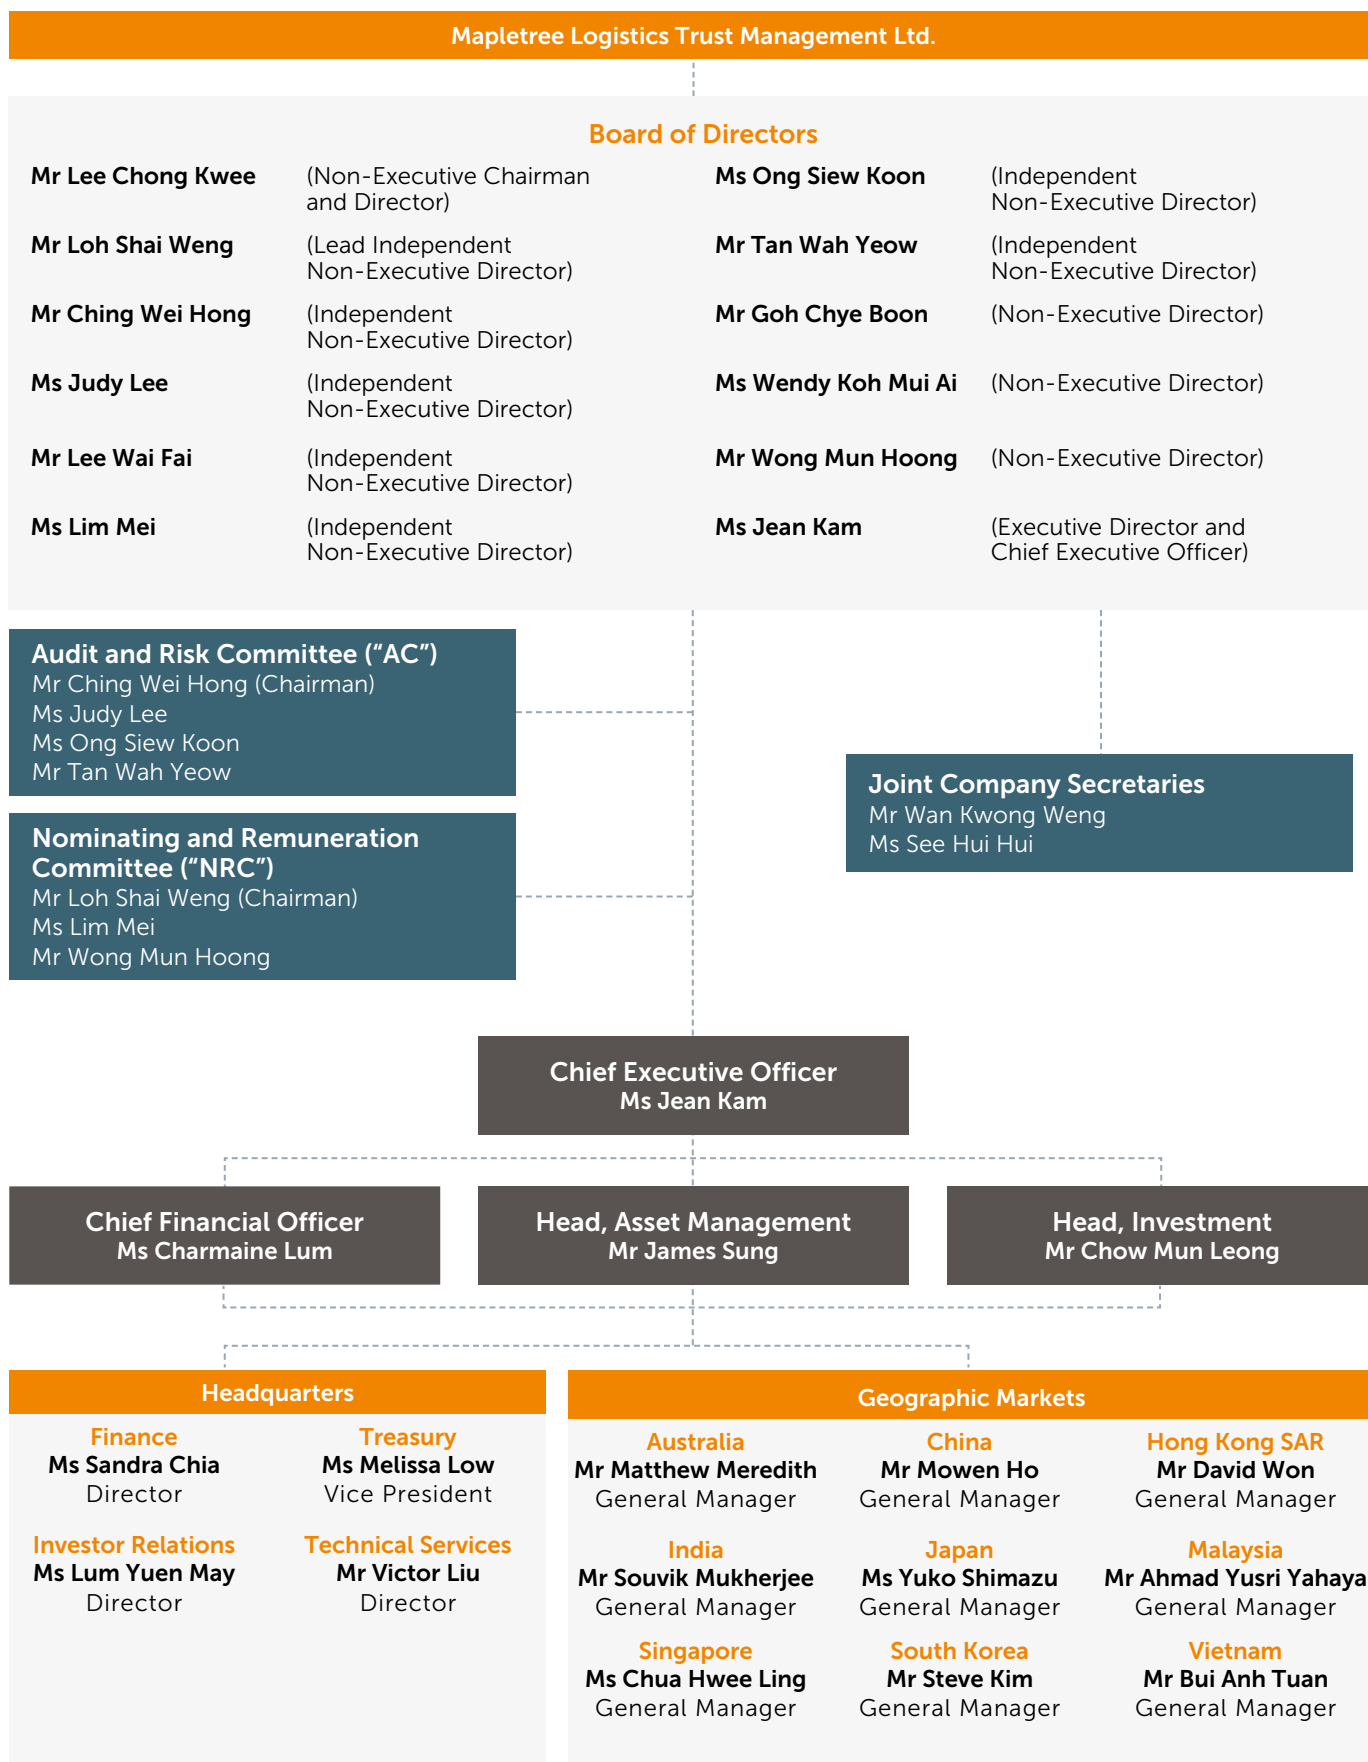 Mapletree Logistics Trust Management Ltd.
Board of Directors
Mr Lee Chong Kwee
(Non-Executive Chairman
and Director)
Mr Loh Shai Weng
(Lead Independent
Non-Executive Director)
Mr Ching Wei Hong
(Independent
Non-Executive Director)
Ms Judy Lee
(Independent
Non-Executive Director)
Mr Lee Wai Fai
(Independent
Non-Executive Director)
Ms Lim Mei
(Independent
Non-Executive Director)
Ms Ong Siew Koon
(Independent
Non-Executive Director)
Mr Tan Wah Yeow
(Independent
Non-Executive Director)
Mr Goh Chye Boon
(Non-Executive Director)
Ms Wendy Koh Mui Ai
(Non-Executive Director)
Mr Wong Mun Hoong
(Non-Executive Director)
Ms Jean Kam
(Executive Director and
Chief Executive Officer)
Audit and Risk Committee (“AC”)
Mr Ching Wei Hong (Chairman)
Ms Judy Lee
Ms Ong Siew Koon
Mr Tan Wah Yeow
Nominating and Remuneration
Committee (“NRC”)
Mr Loh Shai Weng (Chairman)
Ms Lim Mei
Mr Wong Mun Hoong
Joint Company Secretaries
Mr Wan Kwong Weng
Ms See Hui Hui
Chief Executive Officer
Ms Jean Kam
Chief Financial Officer
Ms Charmaine Lum
Head, Asset Management
Mr James Sung
Head, Investment
Mr Chow Mun Leong
Headquarters
Finance
Ms Sandra Chia
Director
Treasury
Ms Melissa Low
Vice President
Investor Relations
Ms Lum Yuen May
Director
Technical Services
Mr Victor Liu
Director
Geographic Markets
Australia
Mr Matthew Meredith
General Manager
China
Mr Mowen Ho
General Manager
Hong Kong SAR
Mr David Won
General Manager
India
Mr Souvik Mukherjee
General Manager
Japan
Ms Yuko Shimazu
General Manager
Malaysia
Mr Ahmad Yusri Yahaya
General Manager
Singapore
Ms Chua Hwee Ling
General Manager
South Korea
Mr Steve Kim
General Manager
Vietnam
Mr Bui Anh Tuan
General Manager